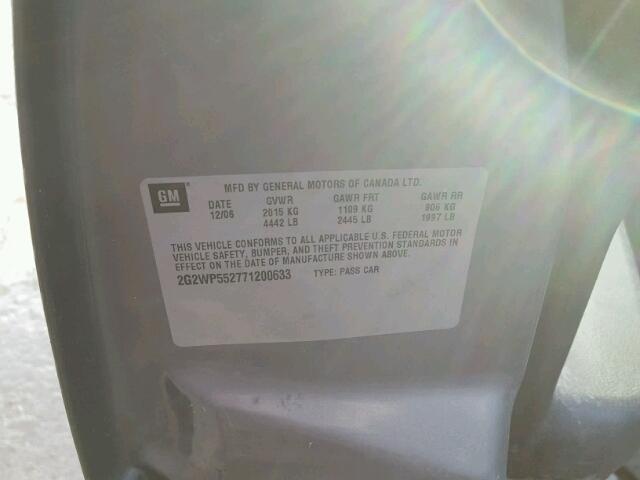 GM
MFD BY GENERAL MOTORS OF CANADA LTD.
DATE GVWR GAWR FRT GAWR RR
12/06 2015 KG 1109 KG 906 KG
4442 LB 2445 LB 1997 LB
THIS VEHICLE CONFORMS TO ALL APPLICABLE U.S. FEDERAL MOTOR
VEHICLE SAFETY, BUMPER, AND THEFT PREVENTION STANDARDS IN
EFFECT ON THE DATE OF MANUFACTURE SHOWN ABOVE.
2G2WP552771200633 TYPE: PASS CAR